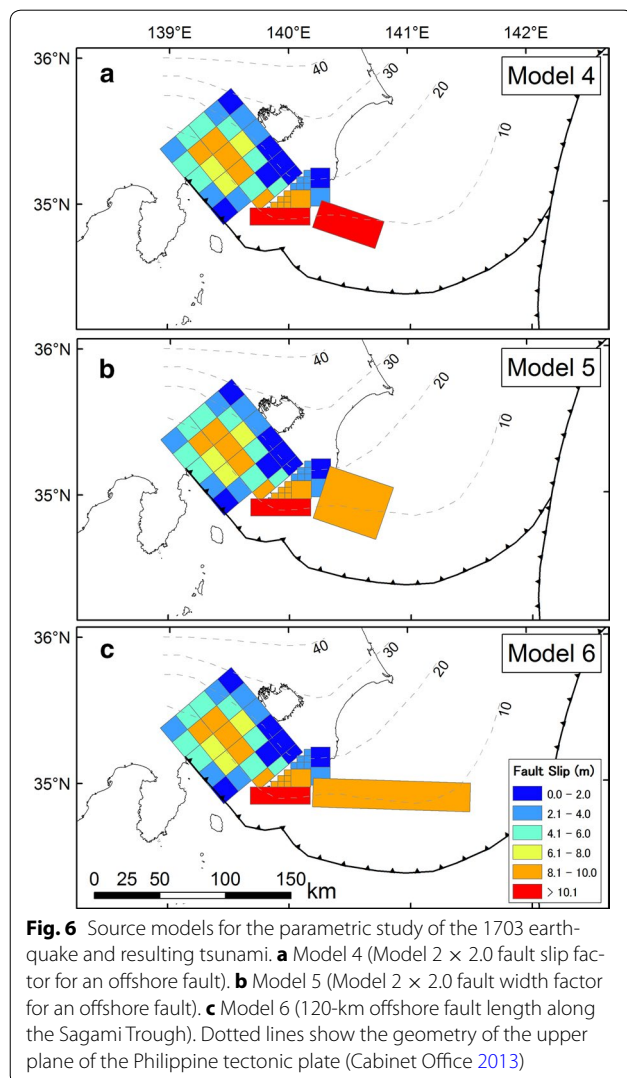 139°E 140°E 141°E 142°E
36°N
a
40
30
20
10
Model 4
35°N
36°N
b
40
30
20
10
Model 5
35°N
36°N
c
40
30
20
10
Model 6
35°N
Fault Slip (m)
0.0 – 2.0
2.1 – 4.0
4.1 – 6.0
6.1 – 8.0
8.1 – 10.0
> 10.1
0 25 50 100 150
km
Fig. 6 Source models for the parametric study of the 1703 earth-
quake and resulting tsunami. a Model 4 (Model 2 × 2.0 fault slip fac-
tor for an offshore fault). b Model 5 (Model 2 × 2.0 fault width factor
for an offshore fault). c Model 6 (120-km offshore fault length along
the Sagami Trough). Dotted lines show the geometry of the upper
plane of the Philippine tectonic plate (Cabinet Office 2013)